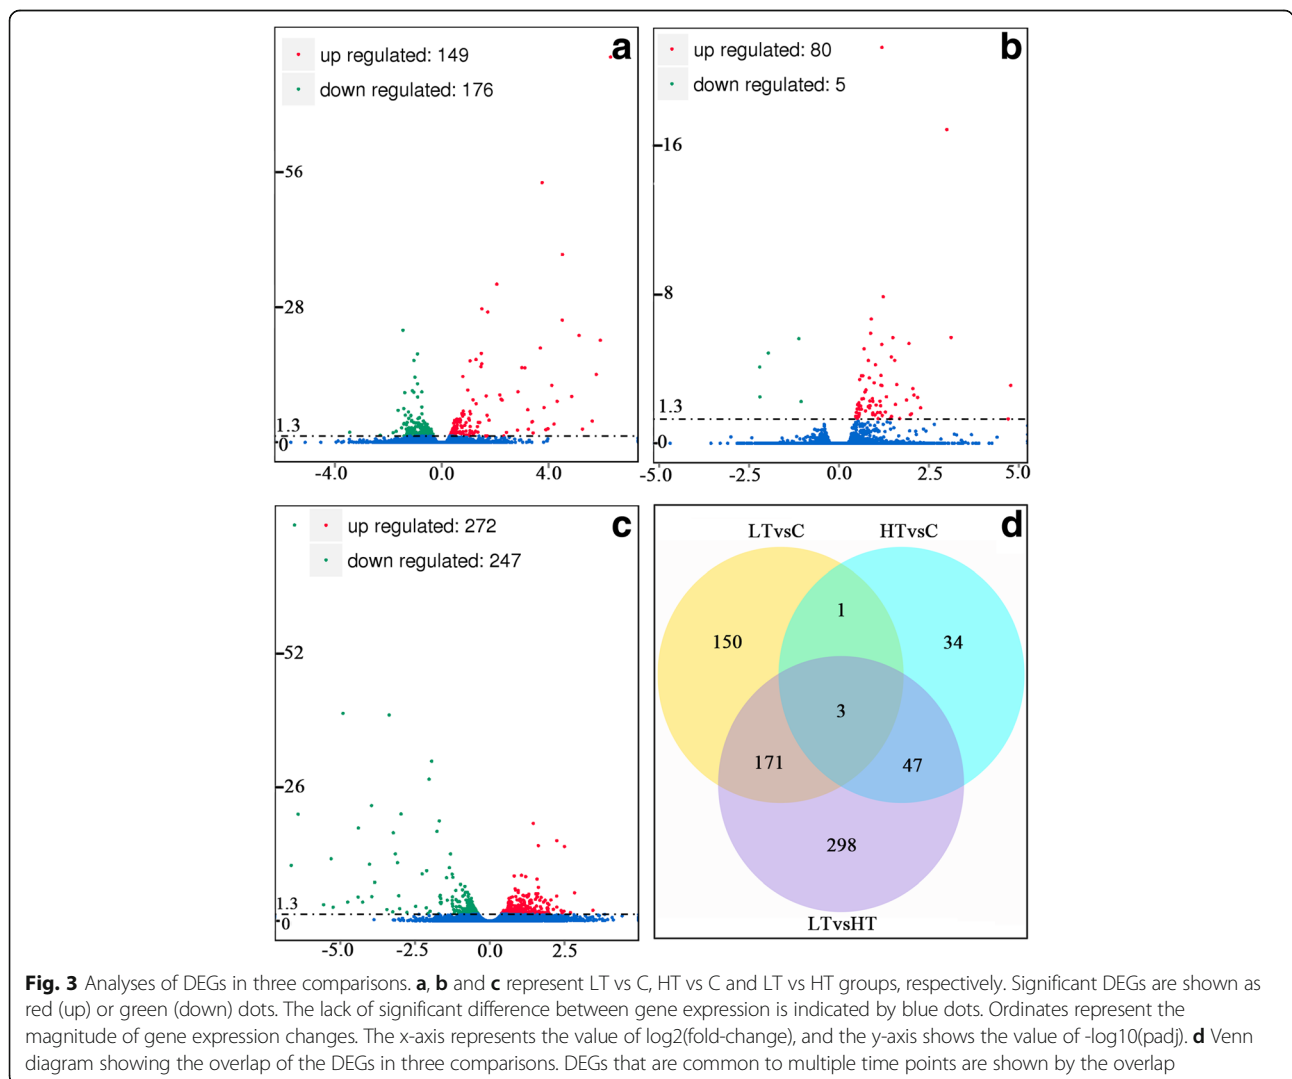 a
up regulated: 149
down regulated: 176
56
28
1.3
0
-4.0 0.0 4.0
b
up regulated: 80
down regulated: 5
16
8
1.3
0
-5.0 -2.5 0.0 2.5 5.0
c
up regulated: 272
down regulated: 247
52
26
1.3
0
-5.0 -2.5 0.0 2.5
d
LTvsC HTvsC
1
150 34
3
171 47
298
LTvsHT
Fig. 3 Analyses of DEGs in three comparisons. a, b and c represent LT vs C, HT vs C and LT vs HT groups, respectively. Significant DEGs are shown as
red (up) or green (down) dots. The lack of significant difference between gene expression is indicated by blue dots. Ordinates represent the
magnitude of gene expression changes. The x-axis represents the value of log2(fold-change), and the y-axis shows the value of -log10(padj). d Venn
diagram showing the overlap of the DEGs in three comparisons. DEGs that are common to multiple time points are shown by the overlap